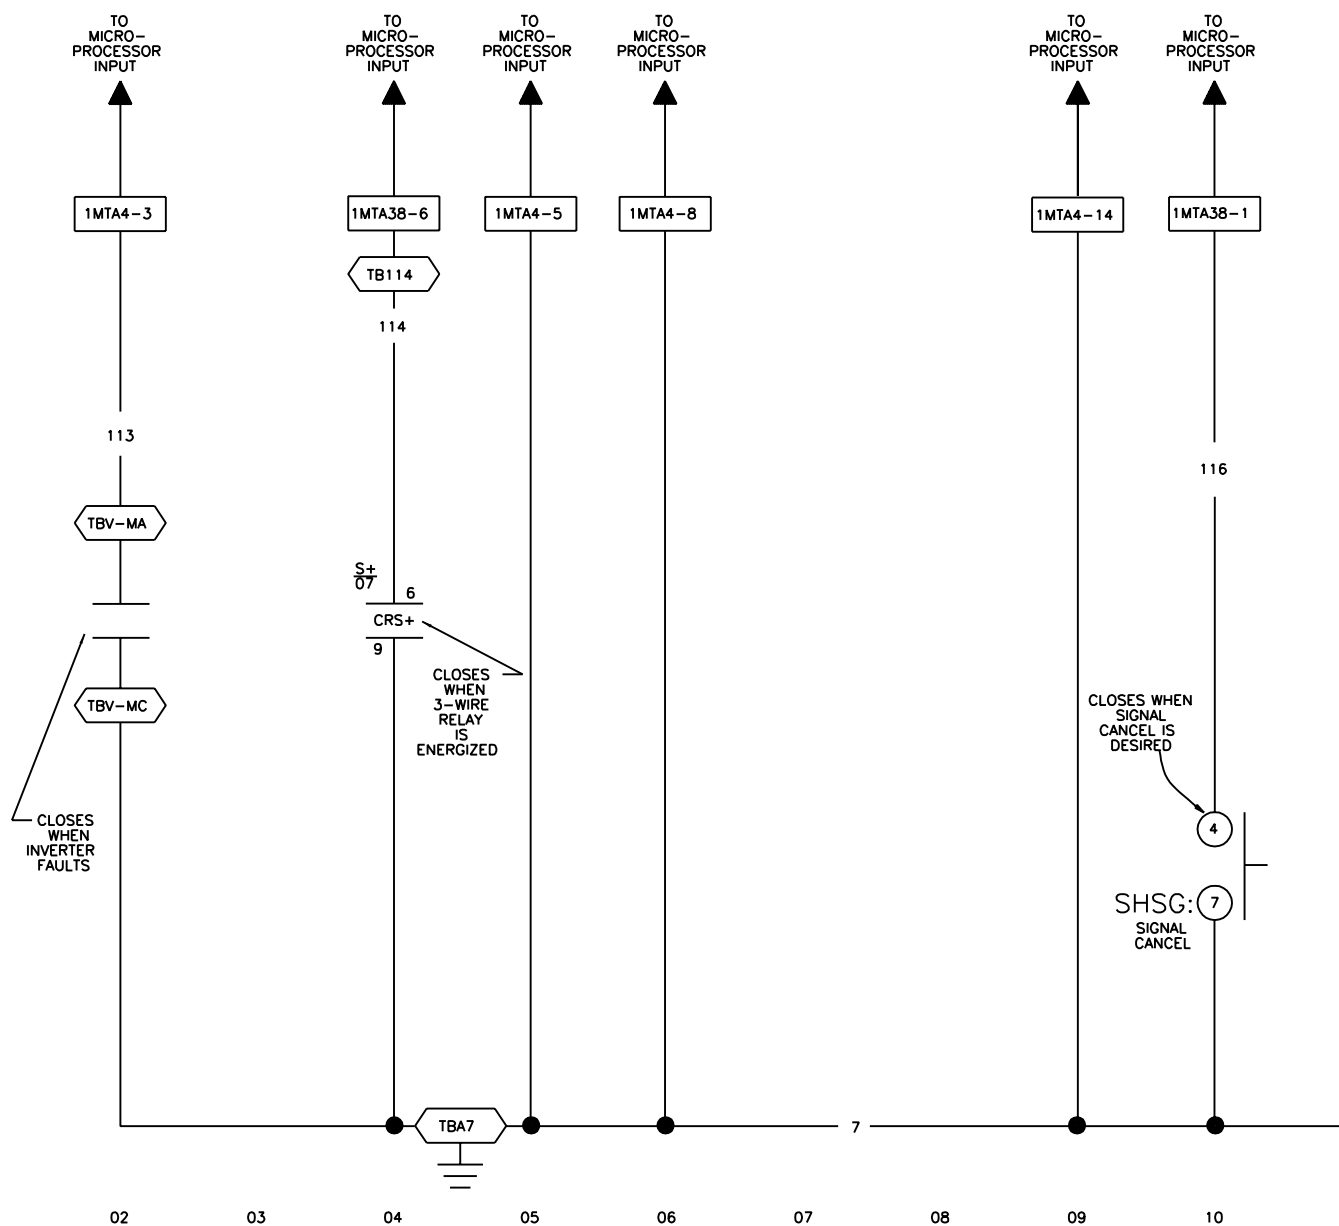 TO
MICRO-
PROCESSOR
INPUT
TO
MICRO-
PROCESSOR
INPUT
TO
MICRO-
PROCESSOR
INPUT
TO
MICRO-
PROCESSOR
INPUT
TO
MICRO-
PROCESSOR
INPUT
TO
MICRO-
PROCESSOR
INPUT
1MTA4-3
1MTA38-6
1MTA4-5
1MTA4-8
1MTA4-14
1MTA38-1
TB114
114
113
116
TBV-MA
S+
07
6
CRS+
9
CLOSES
WHEN
3-WIRE
RELAY
IS
ENERGIZED
TBV-MC
CLOSES WHEN
SIGNAL
CANCEL IS
DESIRED
CLOSES
WHEN
INVERTER
FAULTS
4
SHSG: 7
SIGNAL
CANCEL
TBA7
7
02 03 04 05 06 07 08 09 10